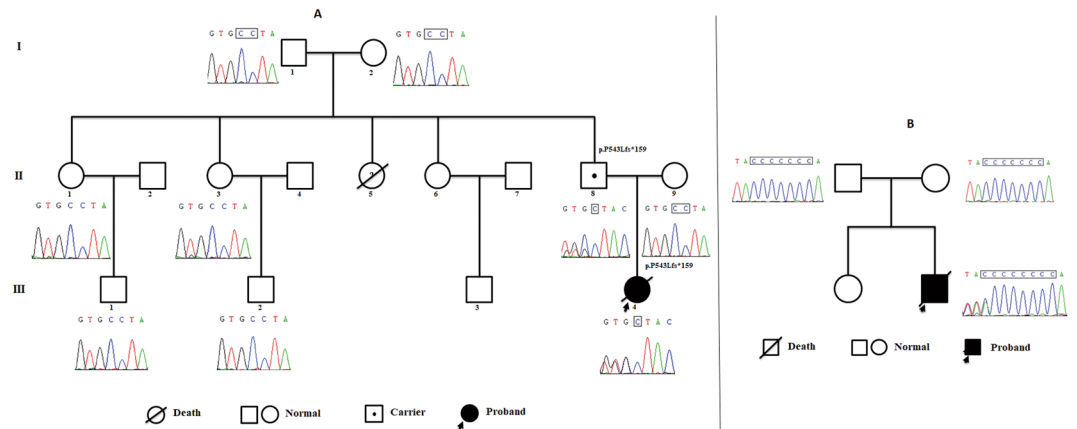 A
I
G T G C C T A
G T G C C T A
1
2
B
T A C C C C C C C A
T A C C C C C C C A
p.P543Lfs*159
II
1
2
3
4
?
5
6
7
8
9
G T G C C T A
G T G C C T A
G T G C T A C
G T G C C T A
p.P543Lfs*159
III
1
2
3
4
G T G C C T A
G T G C C T A
G T G C T A C
T A C C C C C C C C A
Death
Normal
Proband
Death
Normal
Carrier
Proband